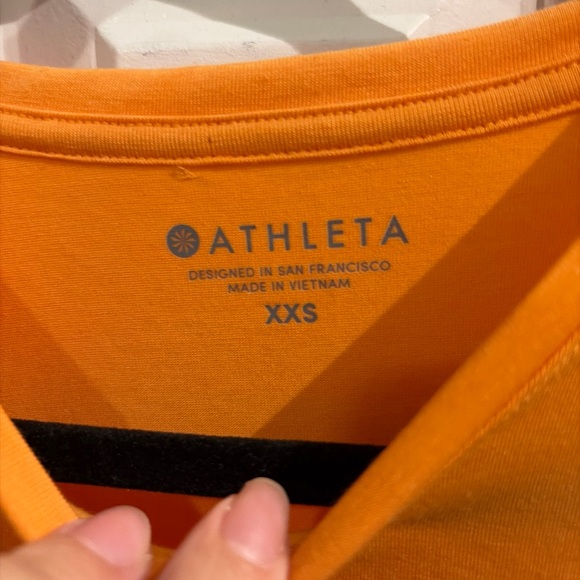 ATHLETA
DESIGNED IN SAN FRANCISCO
MADE IN VIETNAM
XXS